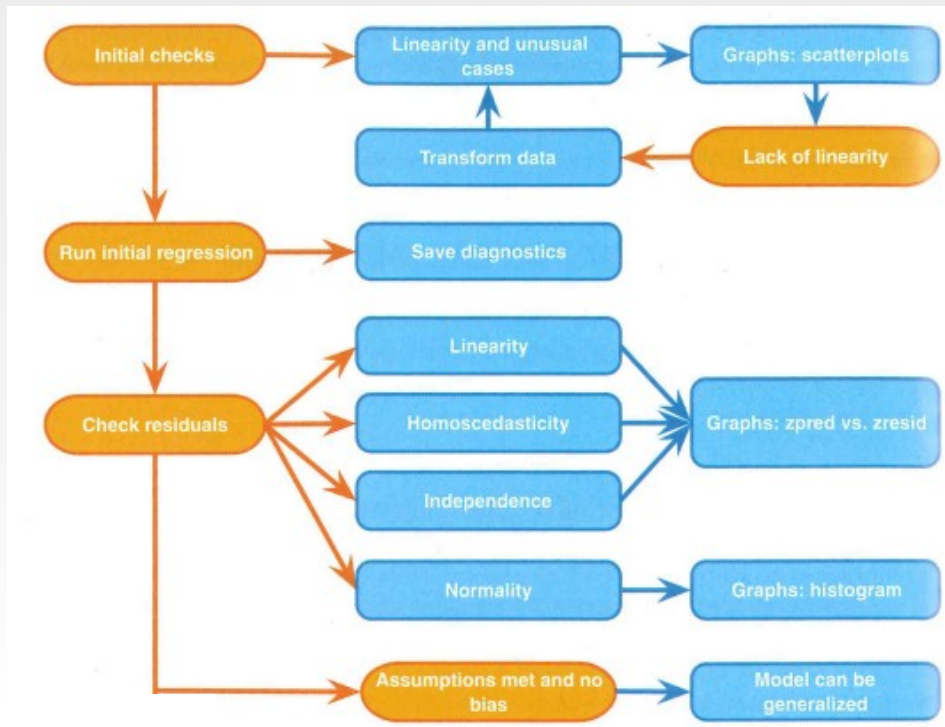 Initial checks
Linearity and unusual
cases
Graphs: scatterplots
Transform data
Lack of linearity
Run initial regression
Save diagnostics
Linearity
Check residuals
Homoscedasticity
Graphs: zpred vs. zresid
Independence
Normality
Graphs: histogram
Assumptions met and no
bias
Model can be
generalized